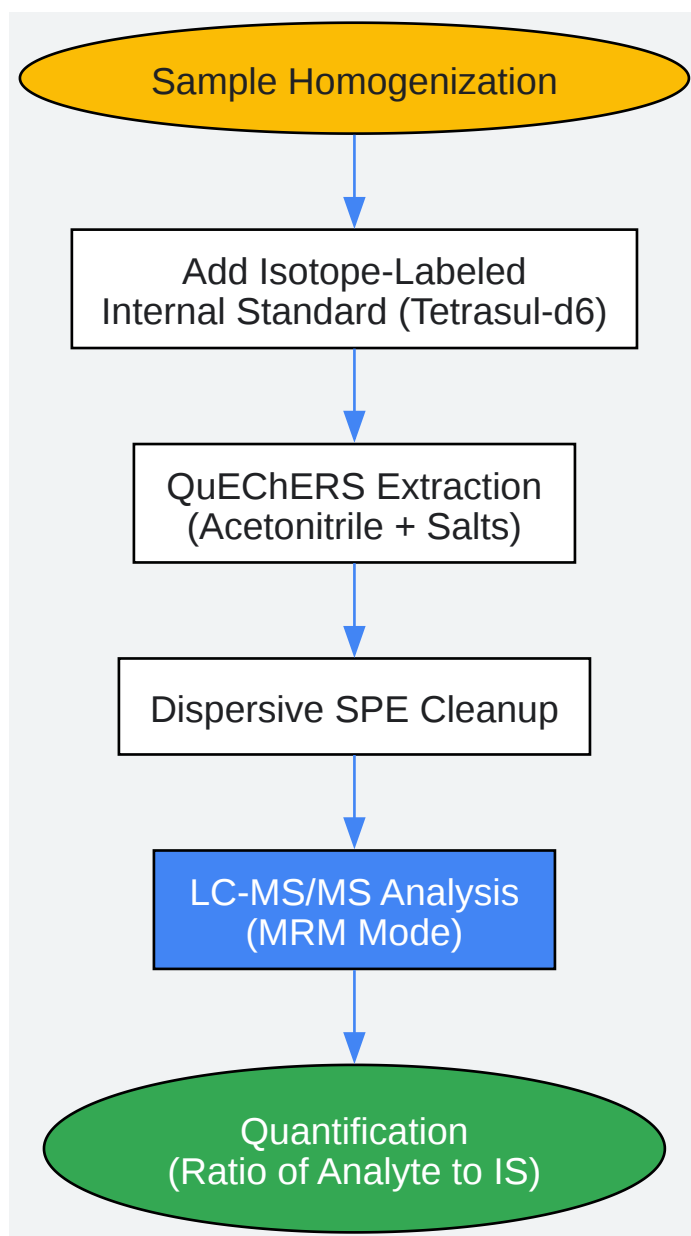 Sample Homogenization
Add Isotope-Labeled
Internal Standard (Tetrasul-d6)
QuEChERS Extraction
(Acetonitrile + Salts)
Dispersive SPE Cleanup
LC-MS/MS Analysis
(MRM Mode)
Quantification
(Ratio of Analyte to IS)